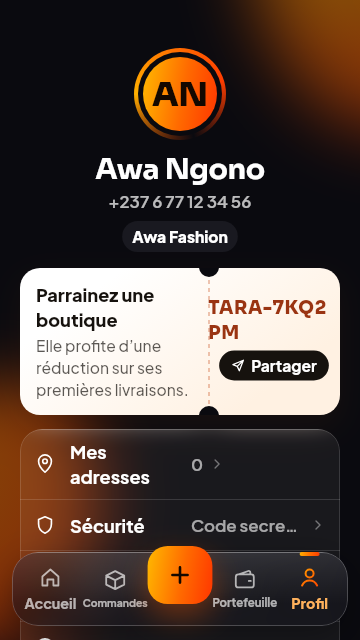 AN
Awa Ngono
+237 6 77 12 34 56
Awa Fashion
Parrainez une
boutique
Elle profite d’une
réduction sur ses
premières livraisons.
TARA-7KQ2
PM
Partager
Mes
adresses
0
Sécurité
Code secre...
Accueil
Commandes
+
Portefeuille
Profil